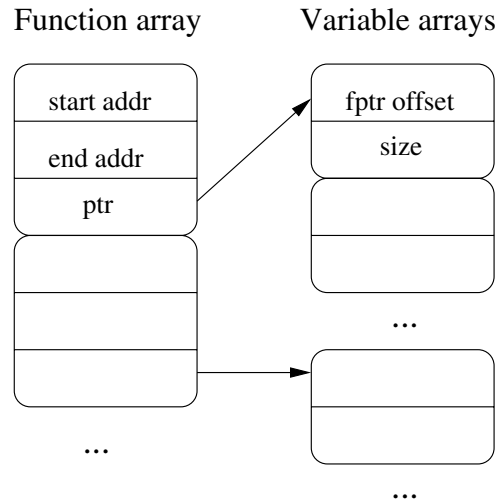 Function array
Variable arrays
start addr
end addr
ptr
...
fptr offset
size
...
...